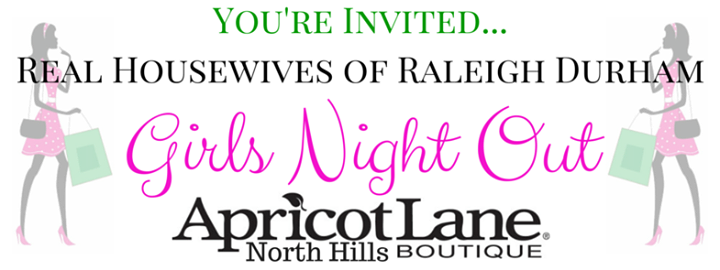 You're Invited...
Real Housewives of Raleigh Durham
Girls Night Out
ApricotLane®
North Hills BOUTIQUE